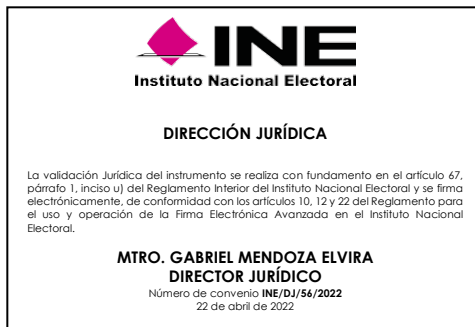 INE
Instituto Nacional Electoral
DIRECCIÓN JURÍDICA
La validación Jurídica del instrumento se realiza con fundamento en el artículo 67,
párrafo 1, inciso u) del Reglamento Interior del Instituto Nacional Electoral y se firma
electrónicamente, de conformidad con los artículos 10, 12 y 22 del Reglamento para
el uso y operación de la Firma Electrónica Avanzada en el Instituto Nacional
Electoral.
MTRO. GABRIEL MENDOZA ELVIRA
DIRECTOR JURÍDICO
Número de convenio INE/DJ/56/2022
22 de abril de 2022